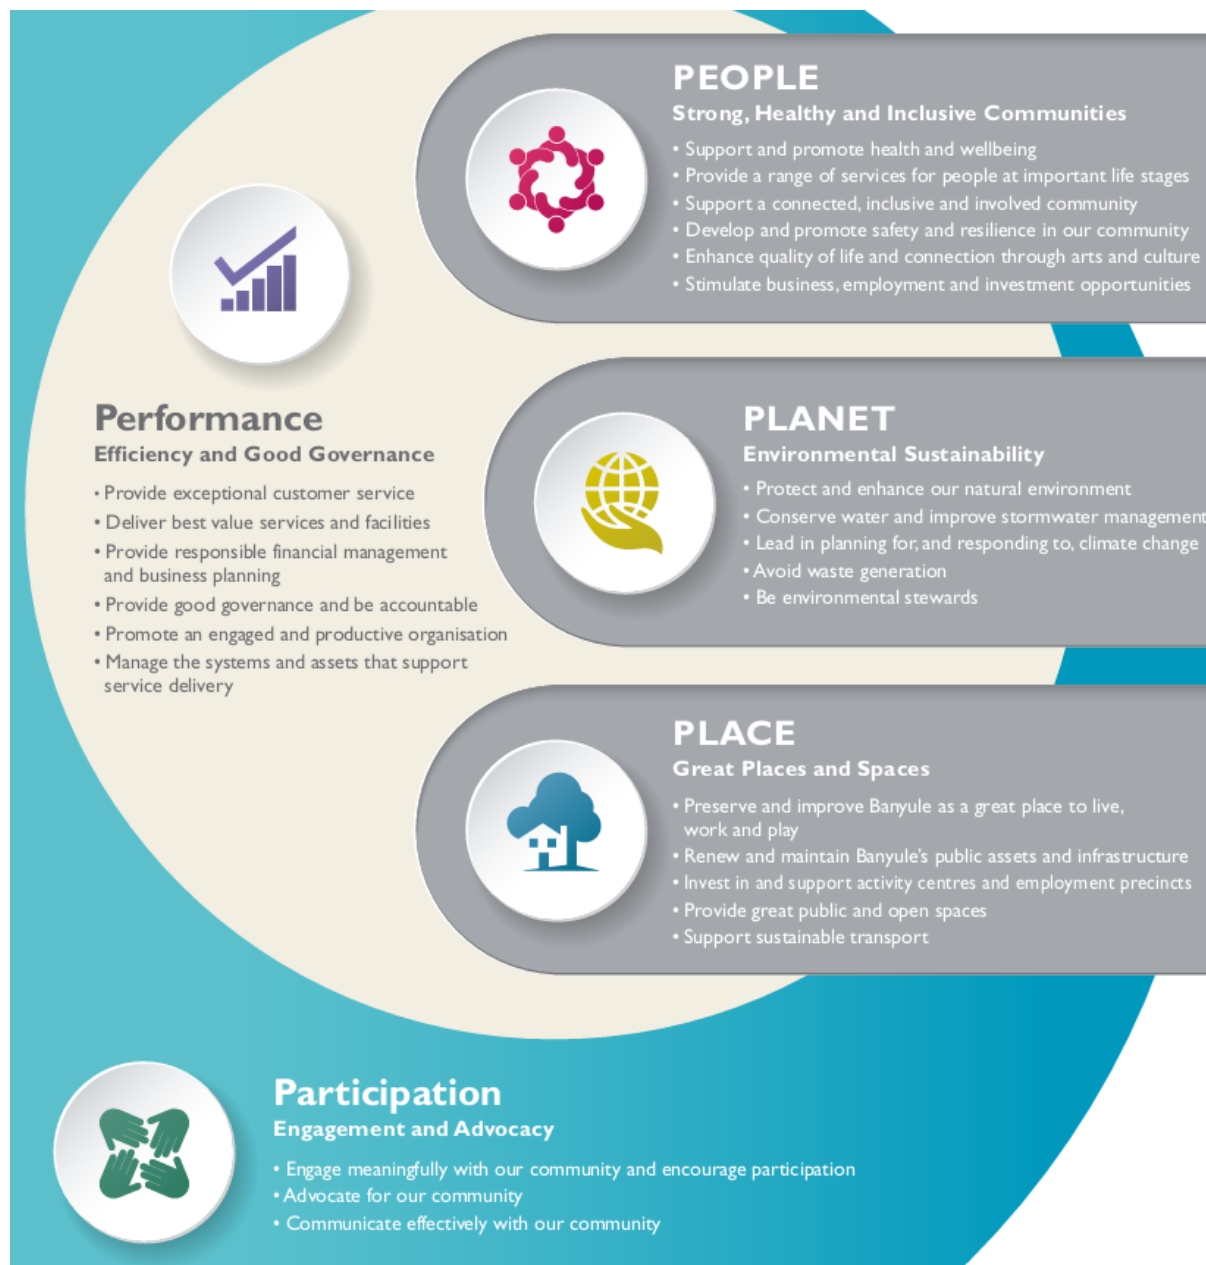 PEOPLE
Strong, Healthy and Inclusive Communities
• Support and promote health and wellbeing
• Provide a range of services for people at important life stages
• Support a connected, inclusive and involved community
• Develop and promote safety and resilience in our community
• Enhance quality of life and connection through arts and culture
• Stimulate business, employment and investment opportunities
Performance
Efficiency and Good Governance
• Provide exceptional customer service
• Deliver best value services and facilities
• Provide responsible financial management
and business planning
• Provide good governance and be accountable
• Promote an engaged and productive organisation
• Manage the systems and assets that support
service delivery
PLANET
Environmental Sustainability
• Protect and enhance our natural environment
• Conserve water and improve stormwater management
• Lead in planning for, and responding to, climate change
• Avoid waste generation
• Be environmental stewards
PLACE
Great Places and Spaces
• Preserve and improve Banyule as a great place to live,
work and play
• Renew and maintain Banyule's public assets and infrastructure
• Invest in and support activity centres and employment precincts
• Provide great public and open spaces
• Support sustainable transport
Participation
Engagement and Advocacy
• Engage meaningfully with our community and encourage participation
• Advocate for our community
• Communicate effectively with our community